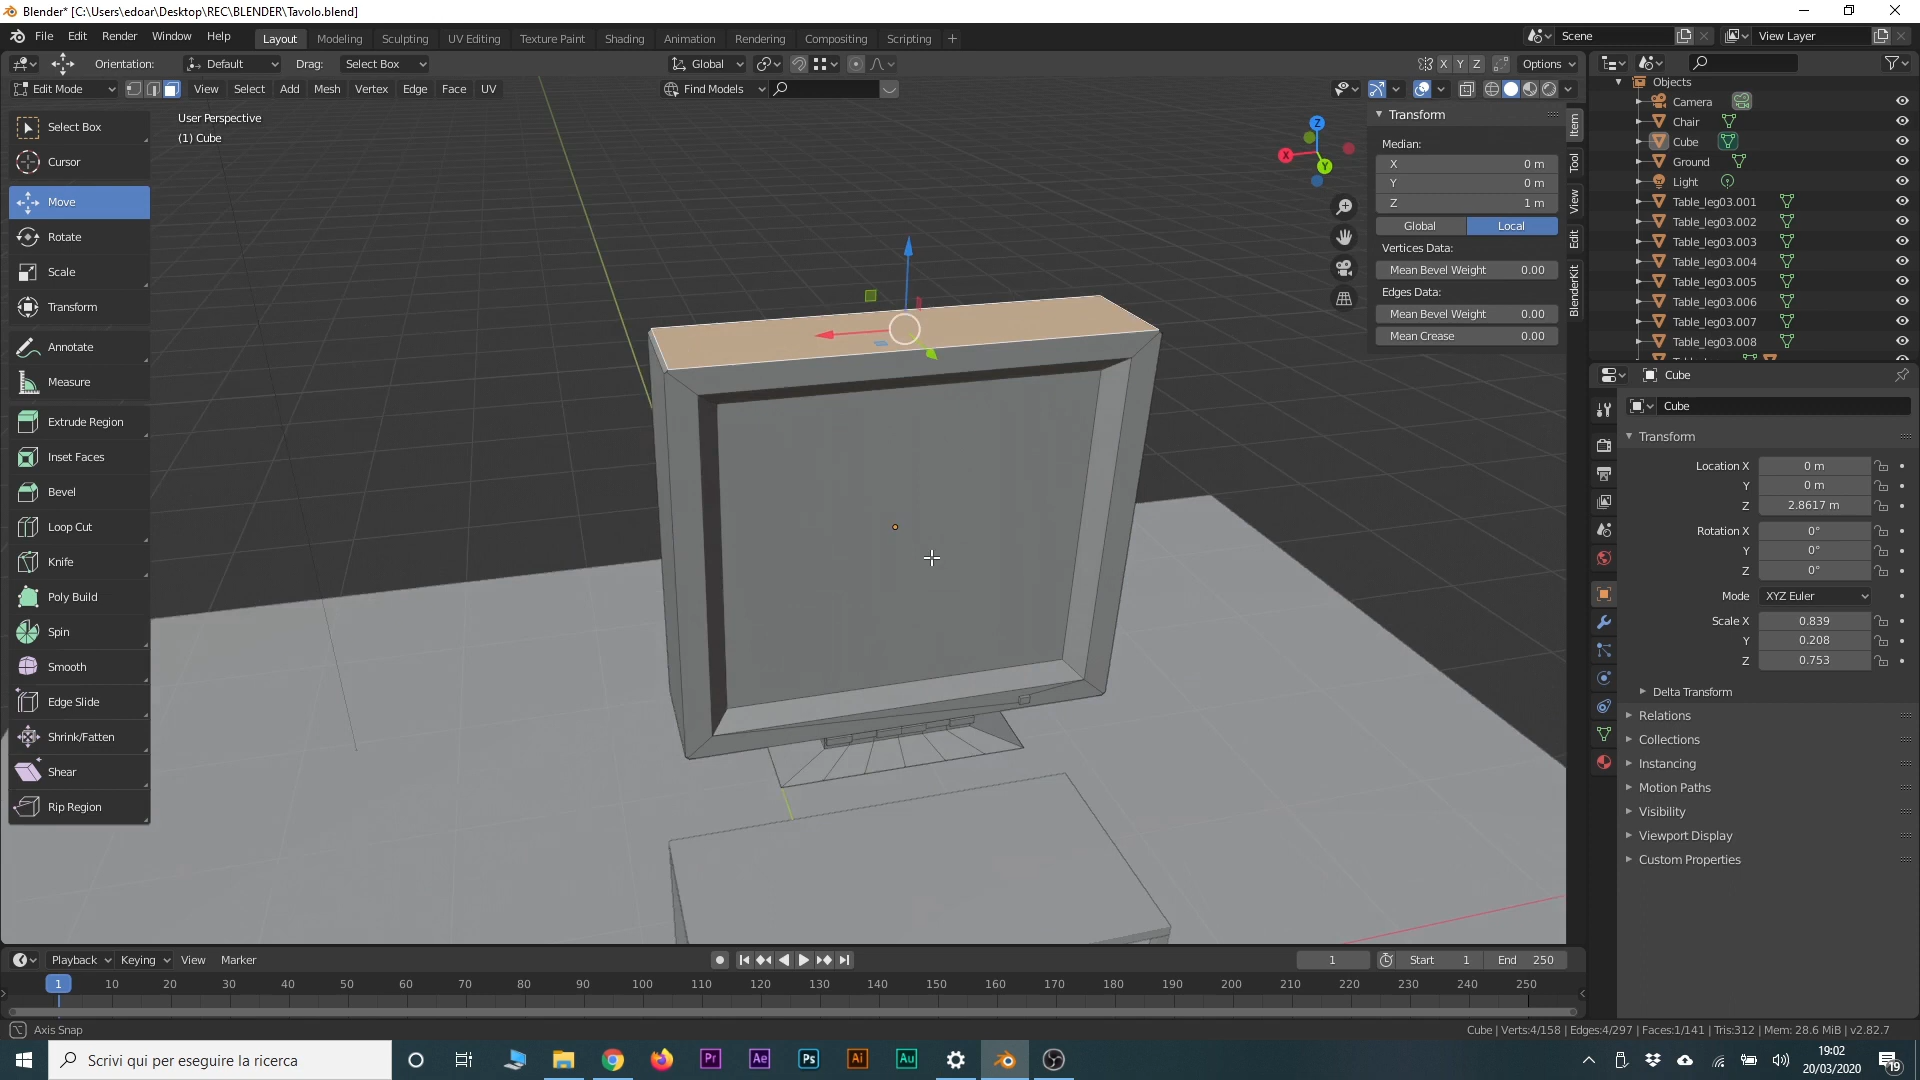 Blender* [C:\Users\edoar\Desktop\REC\BLENDER\Tavolo.blend]
File Edit Render Window Help Layout Modeling Sculpting UV Editing Texture Paint Shading Animation Rendering Compositing Scripting + Scene View Layer
Orientation: Default Drag: Select Box Global X Y Z Options
Edit Mode View Select Add Mesh Vertex Edge Face UV Find Models
User Perspective
(1) Cube
Select Box
Cursor
Move
Rotate
Scale
Transform
Annotate
Measure
Extrude Region
Inset Faces
Bevel
Loop Cut
Knife
Poly Build
Spin
Smooth
Edge Slide
Shrink/Fatten
Shear
Rip Region
Z
X
Y
Transform
Median:
X 0 m
Y 0 m
Z 1 m
Global Local
Vertices Data:
Mean Bevel Weight 0.00
Edges Data:
Mean Bevel Weight 0.00
Mean Crease 0.00
Item
Tool
View
Edit
BlenderKit
Objects
Camera
Chair
Cube
Ground
Light
Table_leg03.001
Table_leg03.002
Table_leg03.003
Table_leg03.004
Table_leg03.005
Table_leg03.006
Table_leg03.007
Table_leg03.008
Cube
Cube
Transform
Location X 0 m
Y 0 m
Z 2.8617 m
Rotation X 0°
Y 0°
Z 0°
Mode XYZ Euler
Scale X 0.839
Y 0.208
Z 0.753
Delta Transform
Relations
Collections
Instancing
Motion Paths
Visibility
Viewport Display
Custom Properties
Playback Keying View Marker 1 Start 1 End 250
1 10 20 30 40 50 60 70 80 90 100 110 120 130 140 150 160 170 180 190 200 210 220 230 240 250
Axis Snap
Cube | Verts:4/158 | Edges:4/297 | Faces:1/141 | Tris:312 | Mem: 28.6 MiB | v2.82.7
Scrivi qui per eseguire la ricerca
Pr Ae Ps Ai Au
19:02
20/03/2020
19